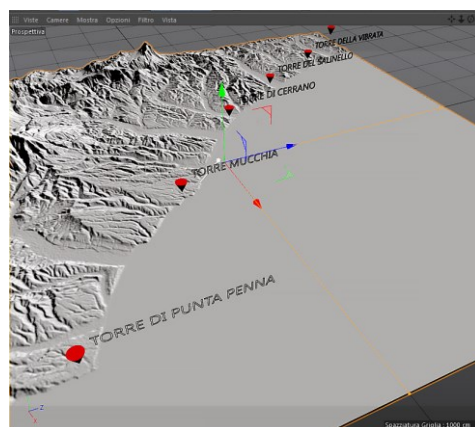 Viste Camere Mostra Opzioni Filtro Vista
Prospettiva
TORRE DELLA VIBRATA
TORRE DEL SALINELLO
TORRE DI CERRANO
TORRE MUCCHIA
TORRE DI PUNTA PENNA
Z
X
Spaziatura Griglia : 1000 cm